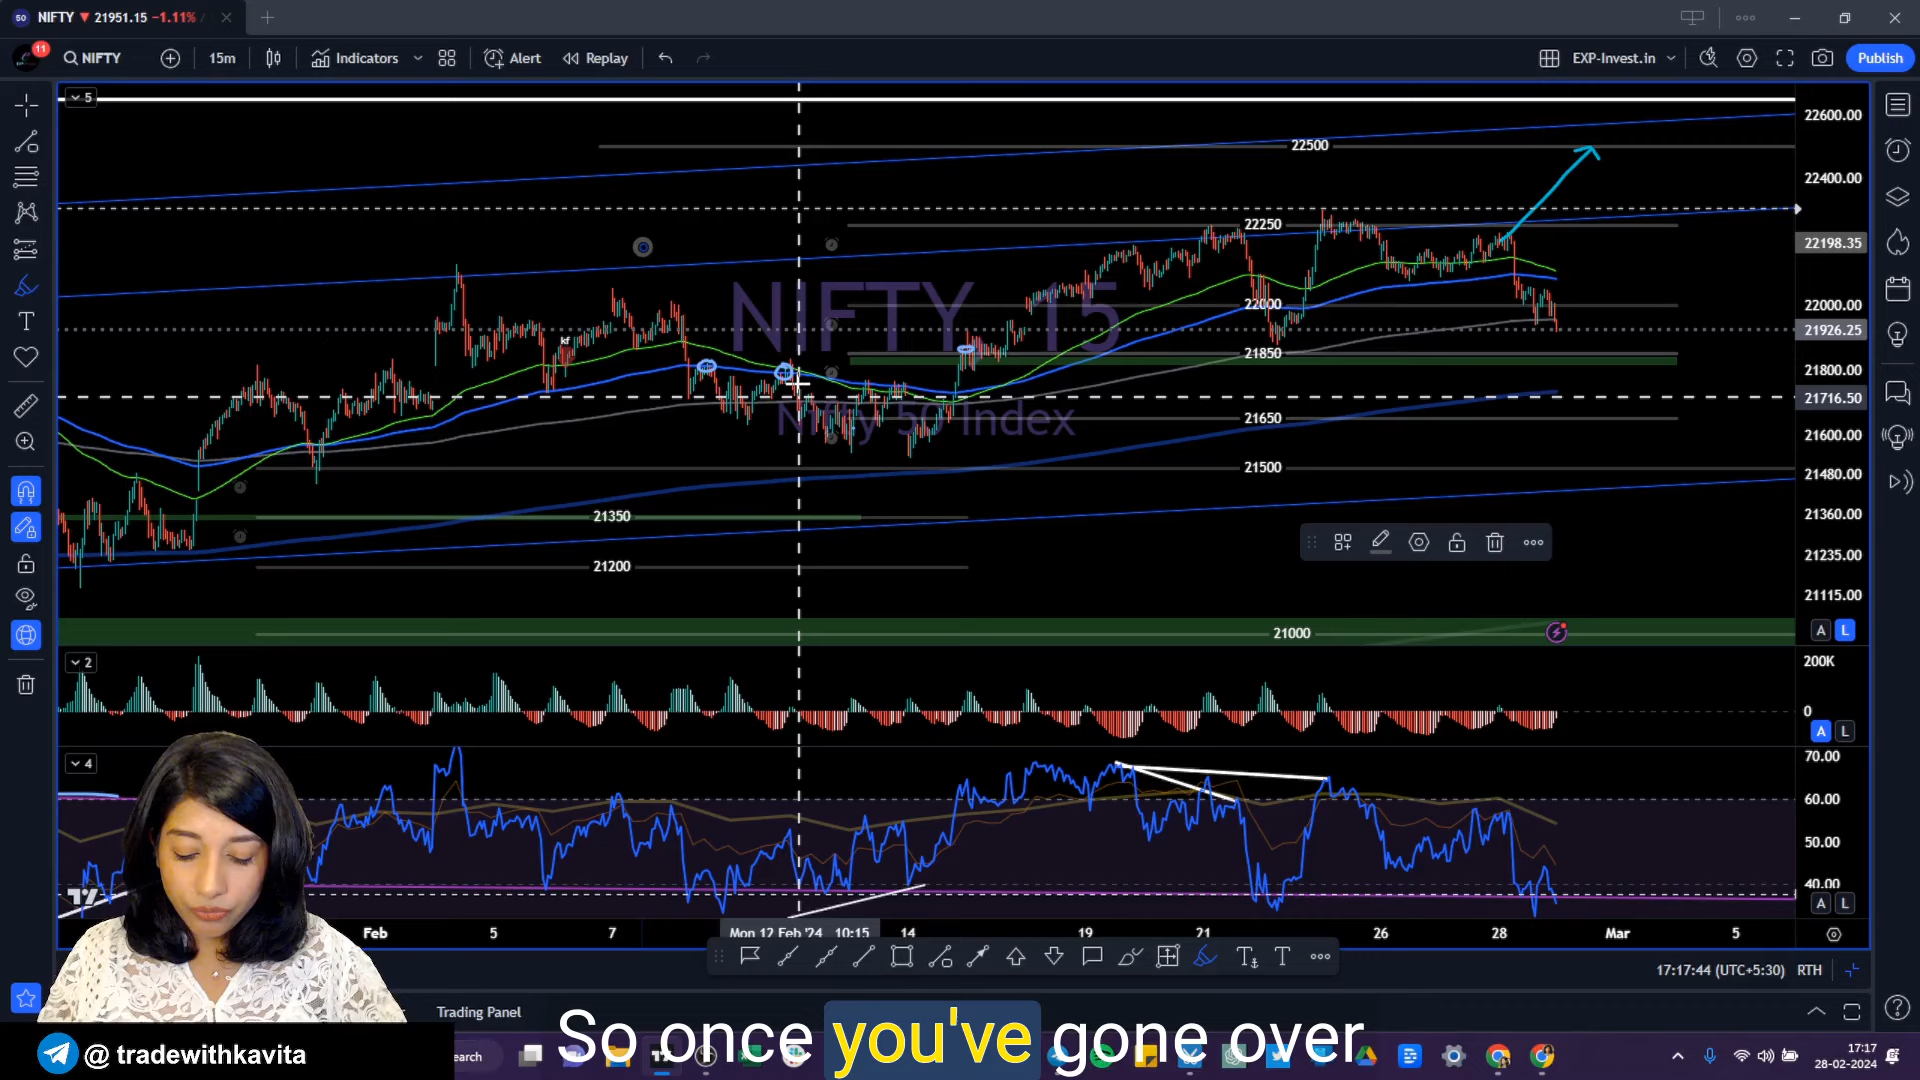 50 NIFTY ▼ 21951.15 −1.11% /
11
NIFTY
15m
Indicators
Alert
Replay
EXP-Invest.in
Publish
5
22600.00
22500
22400.00
22250
22198.35
NIFTY 15
Nifty 50 Index
22000
22000.00
21926.25
kf
21850
21800.00
21716.50
21650
21600.00
21500
21480.00
21350
21360.00
21235.00
21200
21115.00
21000
A L
2
200K
0
A L
4
70.00
60.00
50.00
40.00
A L
Feb
5
7
Mon 12 Feb '24 10:15
14
19
21
26
28
Mar
5
17:17:44 (UTC+5:30) RTH
Trading Panel
So once you've gone over
@ tradewithkavita
earch
17:17
28-02-2024